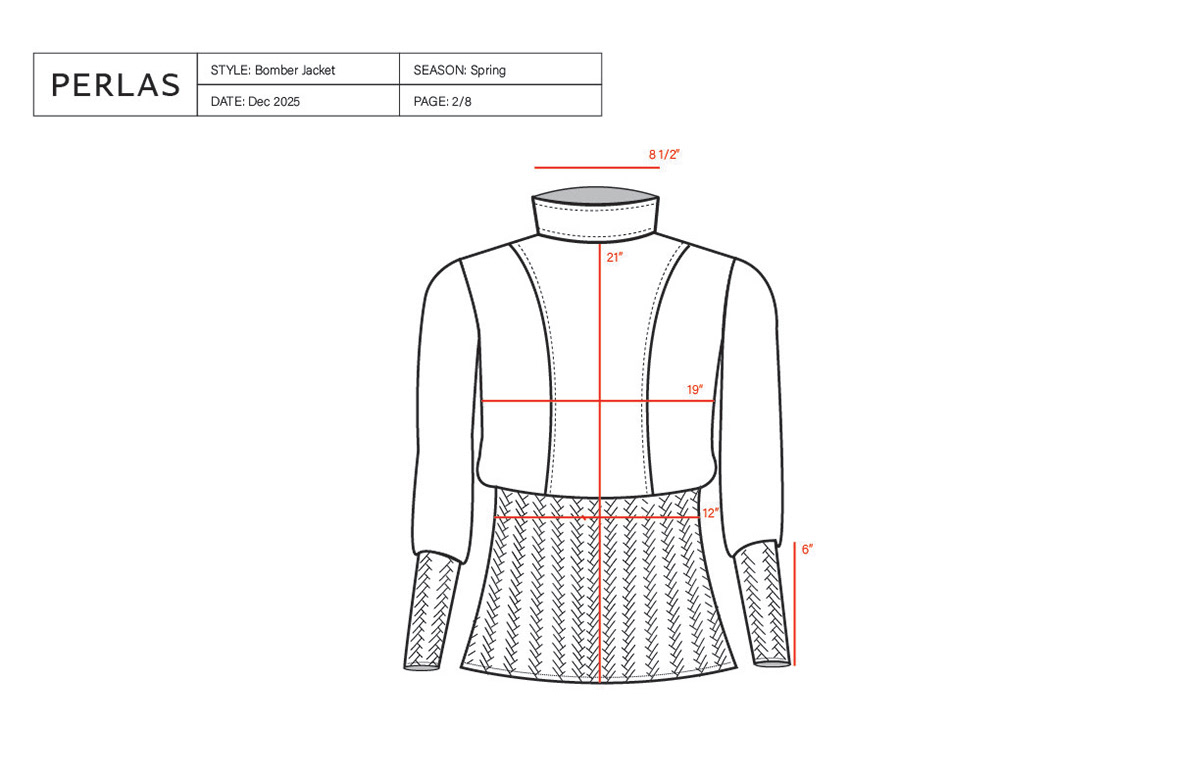 PERLAS
STYLE: Bomber Jacket
SEASON: Spring
DATE: Dec 2025
PAGE: 2/8
8 1/2”
21”
19”
12”
6”